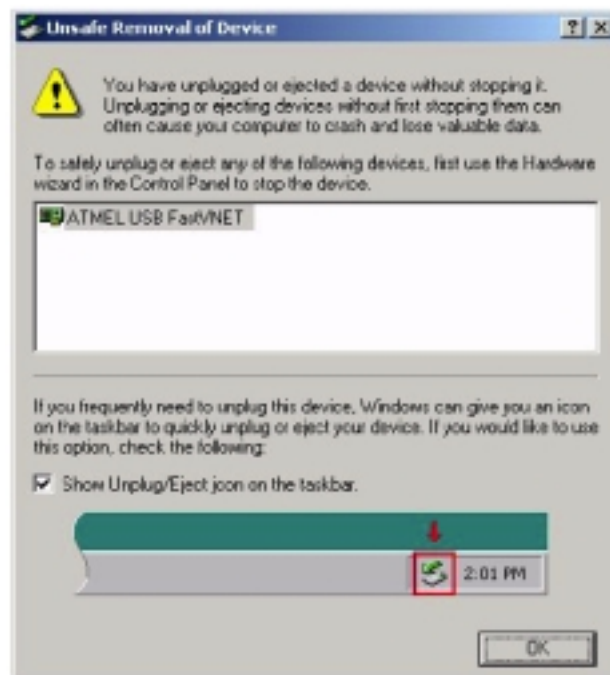 Unsafe Removal of Device
You have unplugged or ejected a device without stopping it.
Unplugging or ejecting devices without first stopping them can
often cause your computer to crash and lose valuable data.
To safely unplug or eject any of the following devices, first use the Hardware
wizard in the Control Panel to stop the device.
ATMEL USB FastVNET
If you frequently need to unplug this device, Windows can give you an icon
on the taskbar to quickly unplug or eject your device. If you would like to use
this option, check the following:
Show Unplug/Eject icon on the taskbar.
2:01 PM
OK